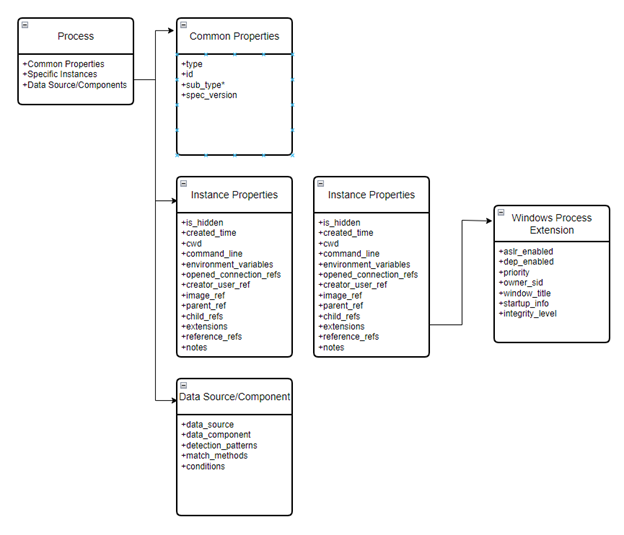 Process
+Common Properties
+Specific Instances
+Data Source/Components
Common Properties
+type
+id
+sub_type*
+spec_version
Instance Properties
+is_hidden
+created_time
+cwd
+command_line
+environment_variables
+opened_connection_refs
+creator_user_ref
+image_ref
+parent_ref
+child_refs
+extensions
+reference_refs
+notes
Instance Properties
+is_hidden
+created_time
+cwd
+command_line
+environment_variables
+opened_connection_refs
+creator_user_ref
+image_ref
+parent_ref
+child_refs
+extensions
+reference_refs
+notes
Windows Process
Extension
+aslr_enabled
+dep_enabled
+priority
+owner_sid
+window_title
+startup_info
+integrity_level
Data Source/Component
+data_source
+data_component
+detection_patterns
+match_methods
+conditions